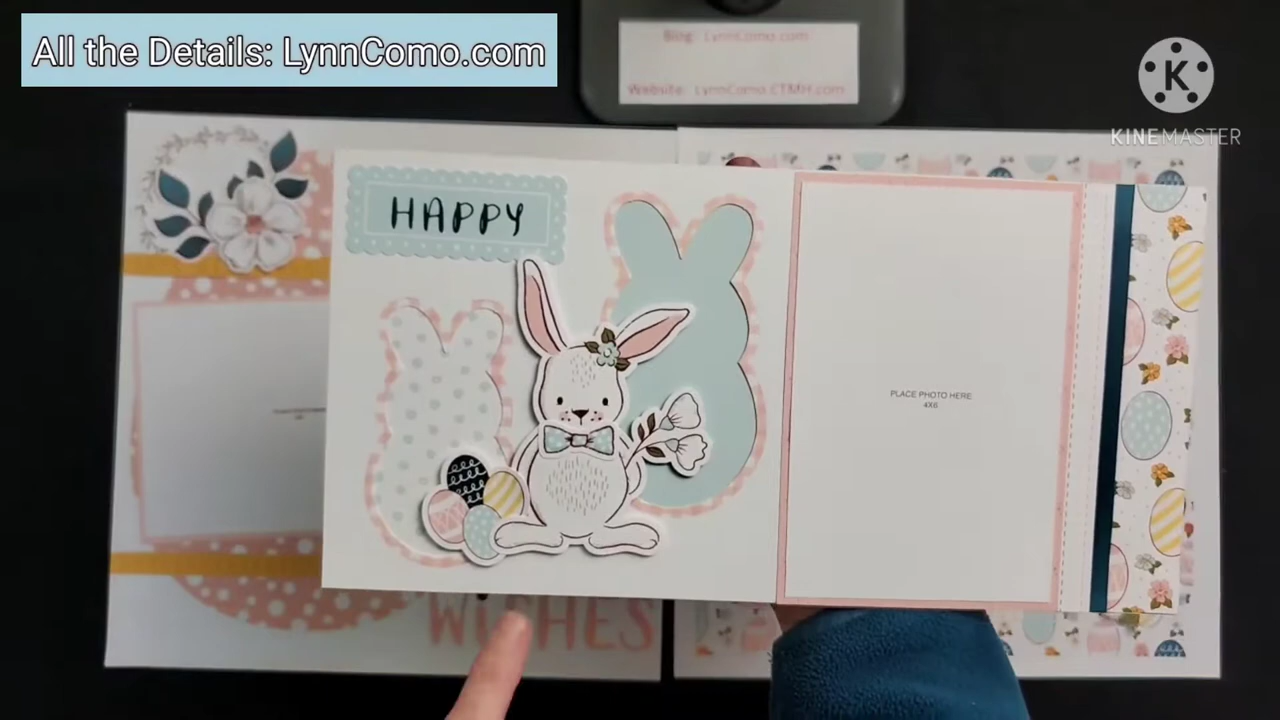 All the Details: LynnComo.com
Blog: LynnComo.com
Website: LynnComo.CTMH.com
K
KINEMASTER
HAPPY
PLACE PHOTO HERE
4X6
WISHES